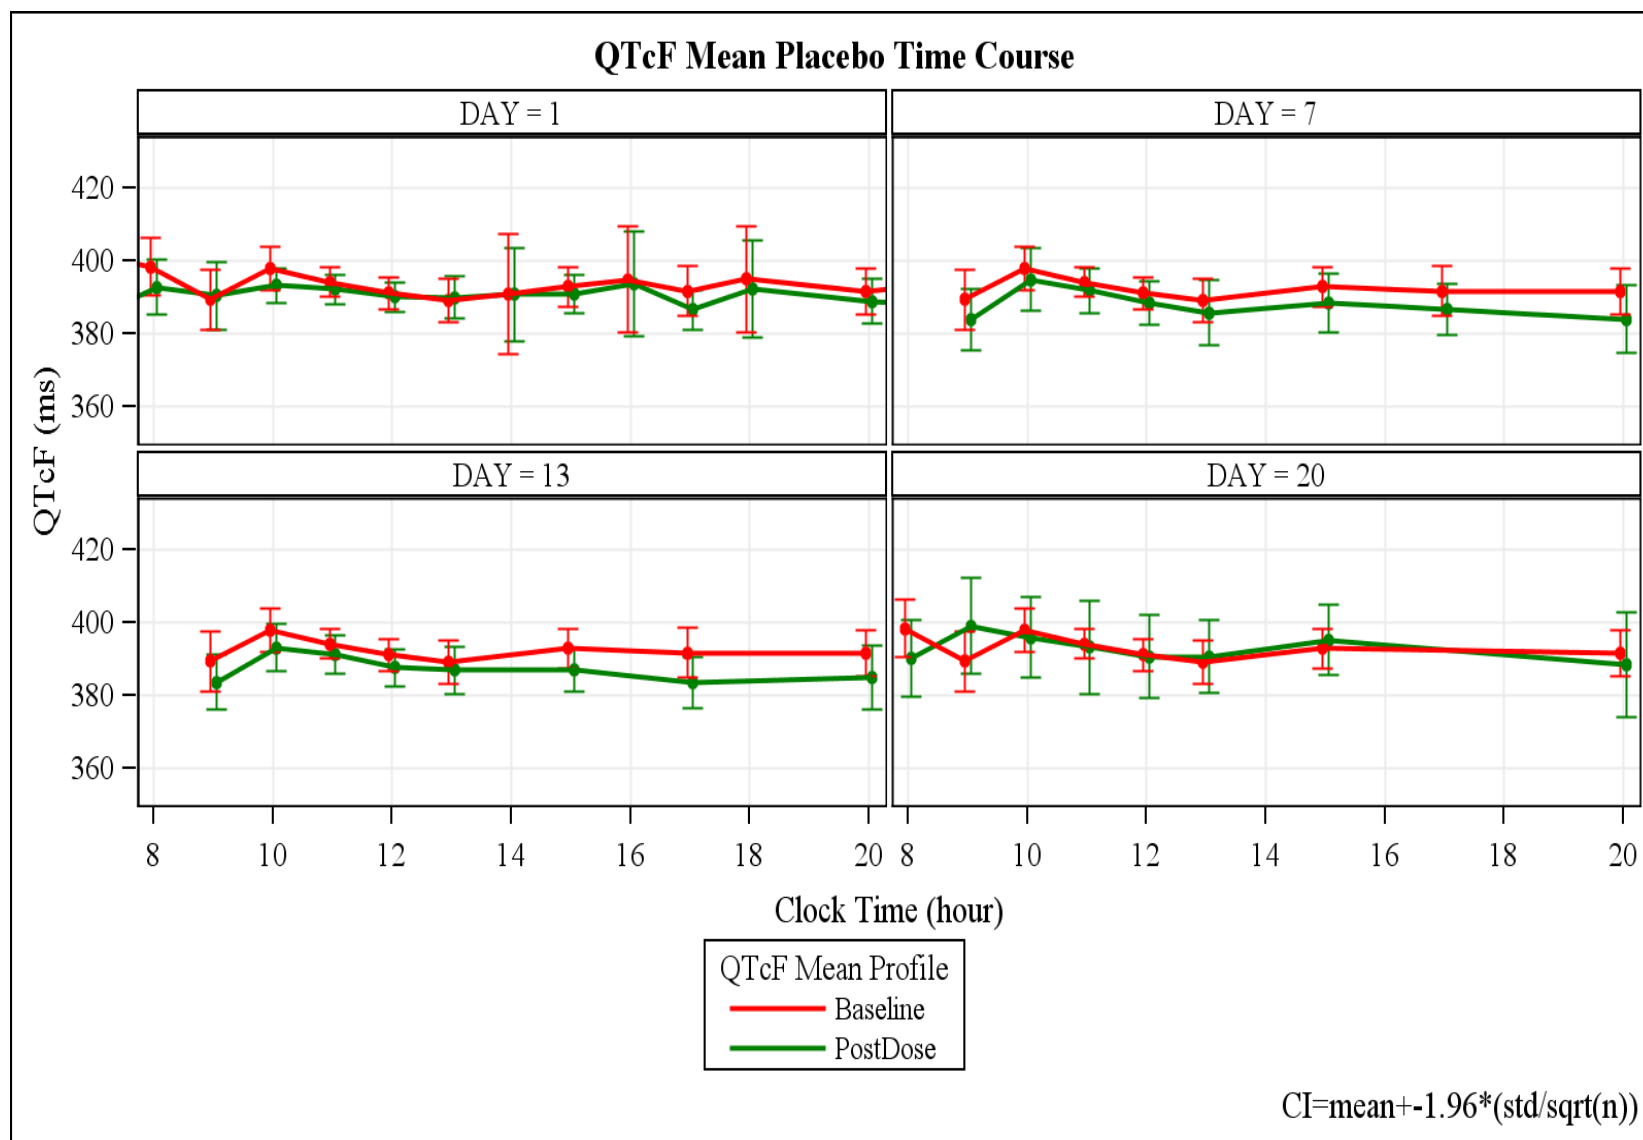 QTcF Mean Placebo Time Course
DAY = 1
DAY = 7
420
400
380
360
DAY = 13
DAY = 20
420
400
380
360
QTcF (ms)
8 10 12 14 16 18 20 8 10 12 14 16 18 20
Clock Time (hour)
QTcF Mean Profile
Baseline
PostDose
CI=mean+-1.96*(std/sqrt(n))